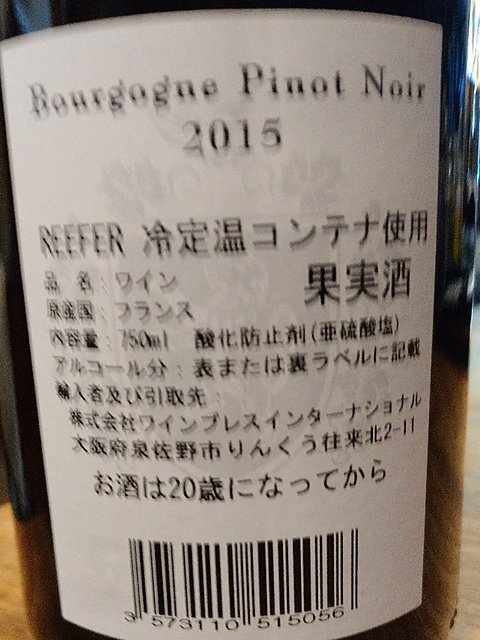 Bourgogne Pinot Noir
2015
REEFER 冷定温コンテナ使用
品 名：ワイン 果実酒
原産国：フランス
内容量：750ml 酸化防止剤(亜硫酸塩)
アルコール分：表または裏ラベルに記載
輸入者及び引取先：
株式会社ワインプレスインターナショナル
大阪府泉佐野市りんくう往来北2-11
お酒は20歳になってから
3 573110 515056